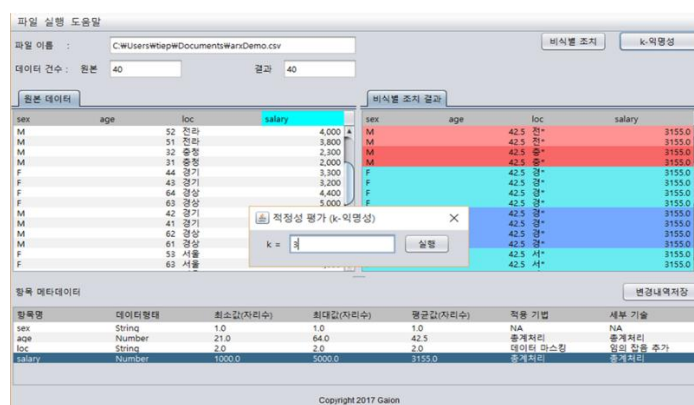 파일 실행 도움말
파일 이름 : C:₩Users₩tiep₩Documents₩arxDemo.csv 비식별 조치 k-익명성
데이터 건수 : 원본 40 결과 40
원본 데이터 비식별 조치 결과
sex age loc salary sex age loc salary
M 52 전라 4,000 M 42.5 전* 3155.0
M 51 전라 3,800 M 42.5 전* 3155.0
M 32 충청 2,300 M 42.5 충* 3155.0
M 31 충청 2,000 M 42.5 충* 3155.0
F 44 경기 3,300 F 42.5 경* 3155.0
F 43 경기 3,200 F 42.5 경* 3155.0
F 64 경상 4,400 F 42.5 경* 3155.0
F 63 경상 5,000 F 42.5 경* 3155.0
M 42 경기 42.5 경* 3155.0
M 41 경기 42.5 경* 3155.0
M 62 경상 42.5 경* 3155.0
M 61 경상 42.5 경* 3155.0
F 53 서울 42.5 서* 3155.0
F 63 서울 F 42.5 서* 3155.0
적정성 평가 (k-익명성)
k = 3 실행
항목 메타데이터 변경내역저장
항목명 데이터형태 최소값(자리수) 최대값(자리수) 평균값(자리수) 적용 기법 세부 기술
sex String 1.0 1.0 1.0 NA NA
age Number 21.0 64.0 42.5 총계처리 총계처리
loc String 2.0 2.0 2.0 데이터 마스킹 임의 잡음 추가
salary Number 1000.0 5000.0 3155.0 총계처리 총계처리
Copyright 2017 Gaion